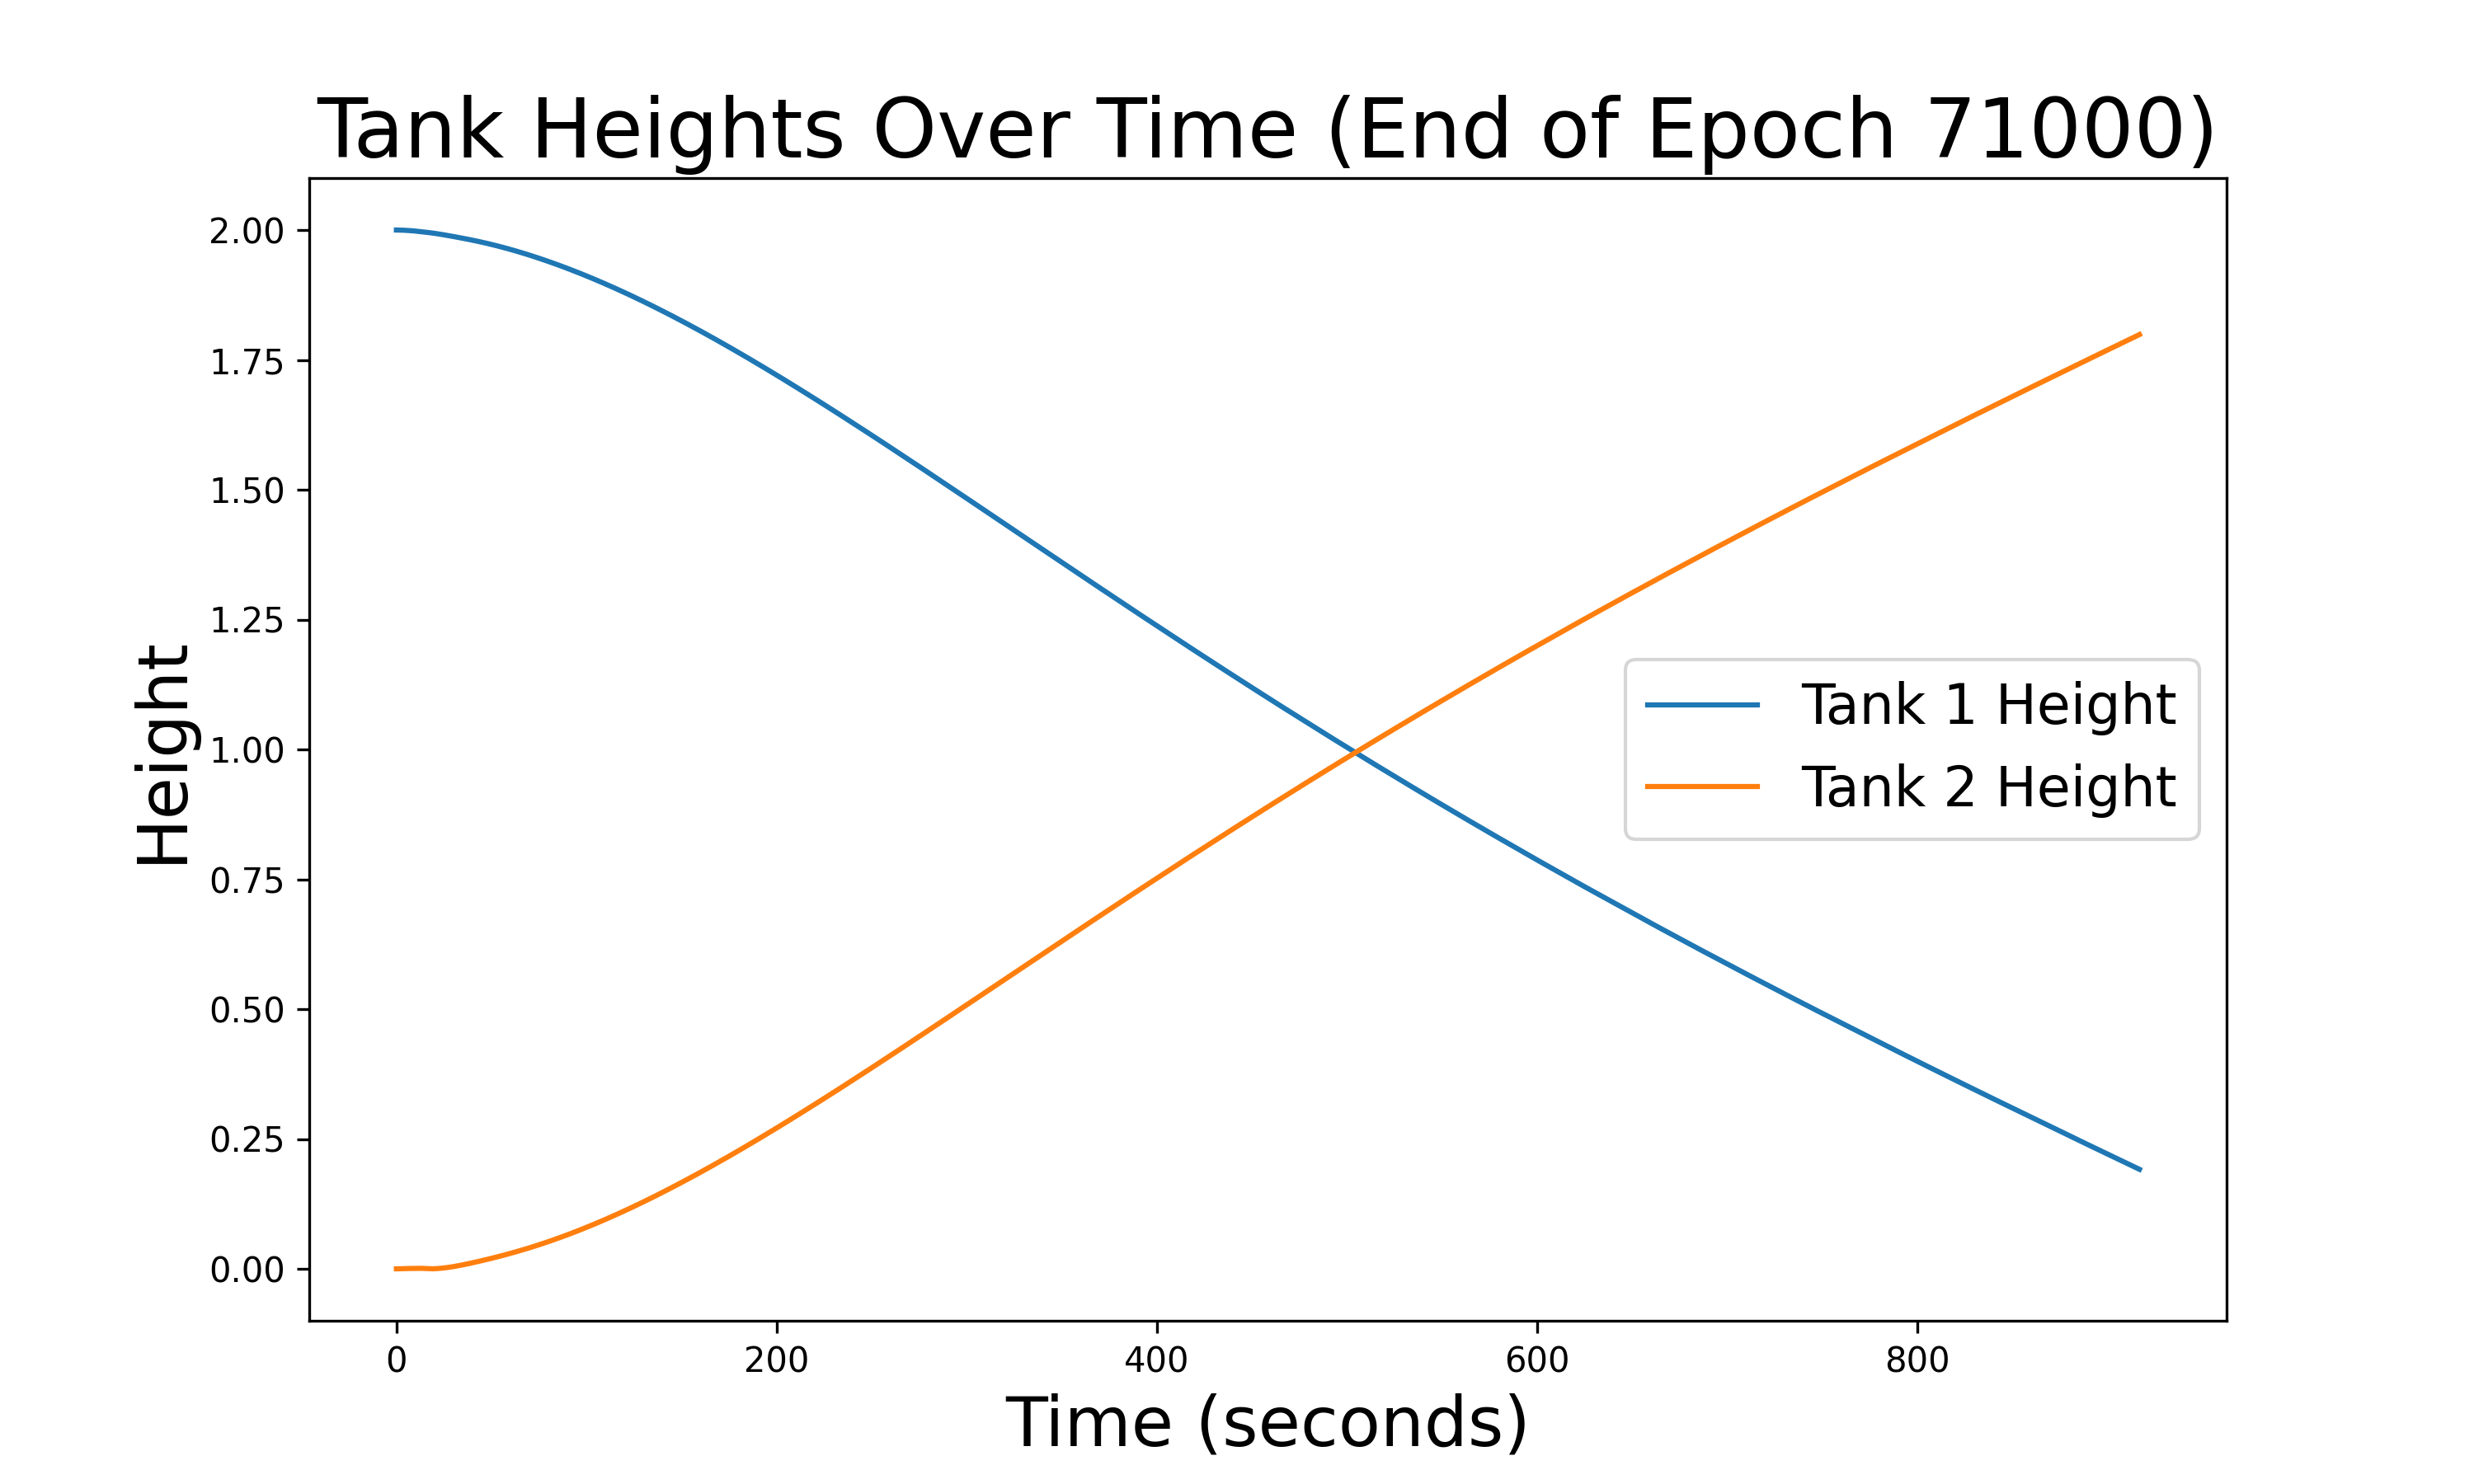 Tank Heights Over Time (End of Epoch 71000)
2.00
1.75
1.50
1.25
1.00
0.75
0.50
0.25
0.00
Height
Tank 1 Height
Tank 2 Height
0 200 400 600 800
Time (seconds)